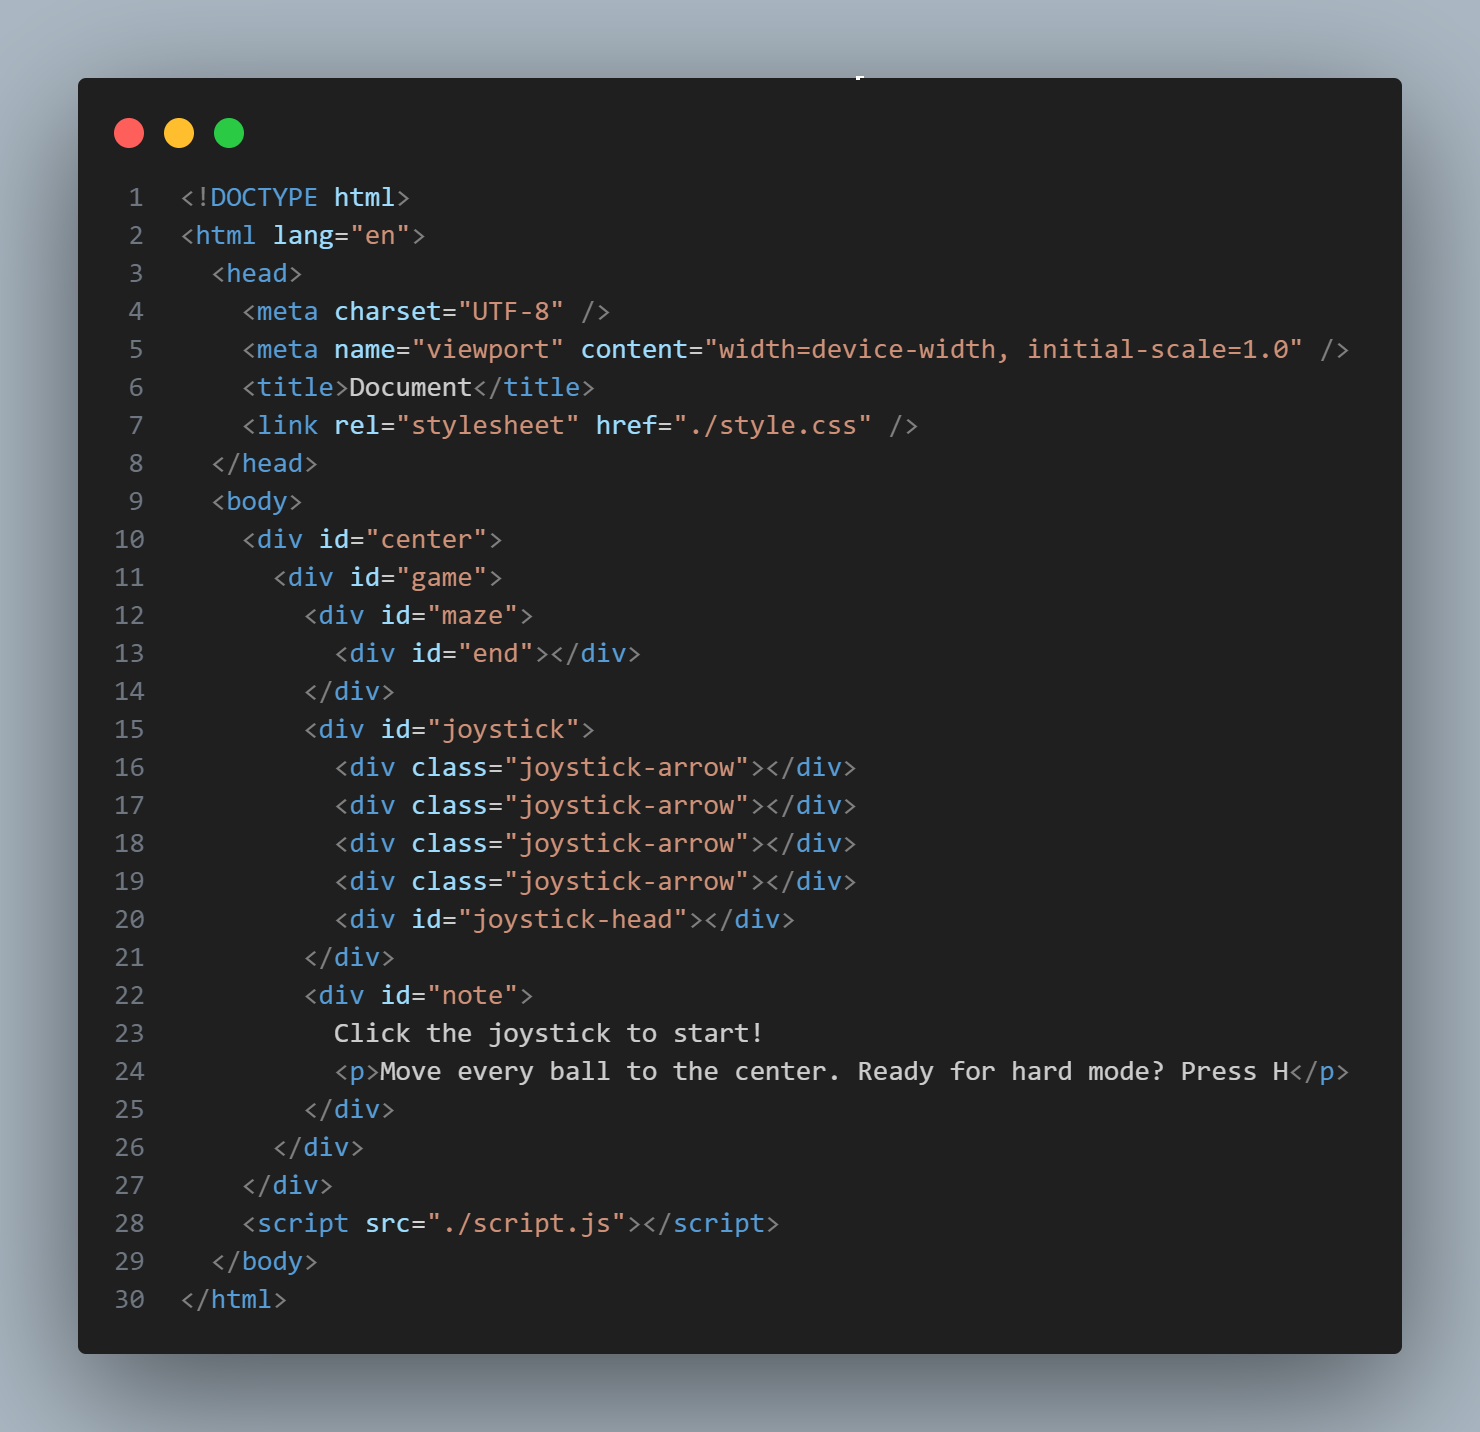 1 <!DOCTYPE html>
2 <html lang="en">
3   <head>
4     <meta charset="UTF-8" />
5     <meta name="viewport" content="width=device-width, initial-scale=1.0" />
6     <title>Document</title>
7     <link rel="stylesheet" href="./style.css" />
8   </head>
9   <body>
10     <div id="center">
11       <div id="game">
12         <div id="maze">
13           <div id="end"></div>
14         </div>
15         <div id="joystick">
16           <div class="joystick-arrow"></div>
17           <div class="joystick-arrow"></div>
18           <div class="joystick-arrow"></div>
19           <div class="joystick-arrow"></div>
20           <div id="joystick-head"></div>
21         </div>
22         <div id="note">
23           Click the joystick to start!
24           <p>Move every ball to the center. Ready for hard mode? Press H</p>
25         </div>
26       </div>
27     </div>
28     <script src="./script.js"></script>
29   </body>
30 </html>